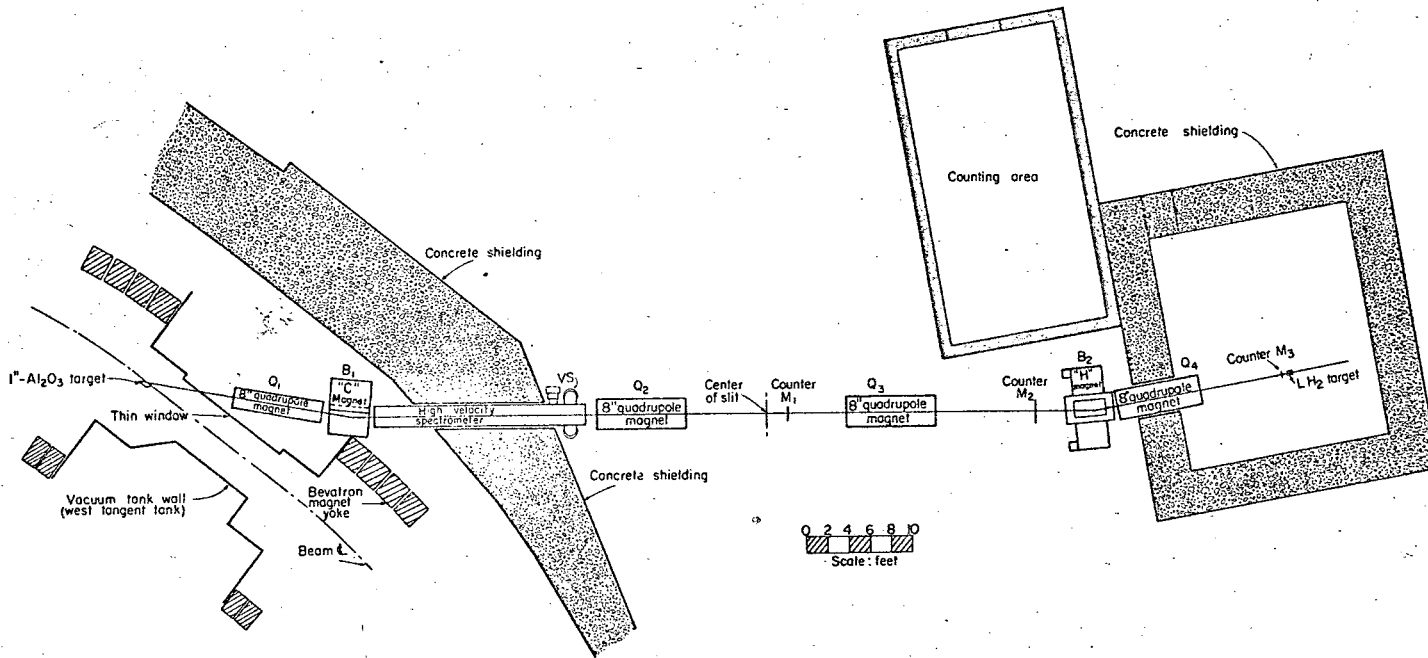 Concrete shielding
Counting area
Concrete shielding
1"-Al₂O₃ target
Q₁
8" quadrupole
magnet
B₁
"C"
Magnet
High velocity
spectrometer
VS₁
Q₂
8" quadrupole
magnet
Center
of slit
Counter
M₁
Q₃
8" quadrupole
magnet
Counter
M₂
B₂
"H"
magnet
Q₄
8" quadrupole
magnet
Counter M₃
L H₂ target
Thin window
Vacuum tank wall
(west tangent tank)
Bevatron
magnet
yoke
Beam ℄
Concrete shielding
0 2 4 6 8 10
Scale: feet